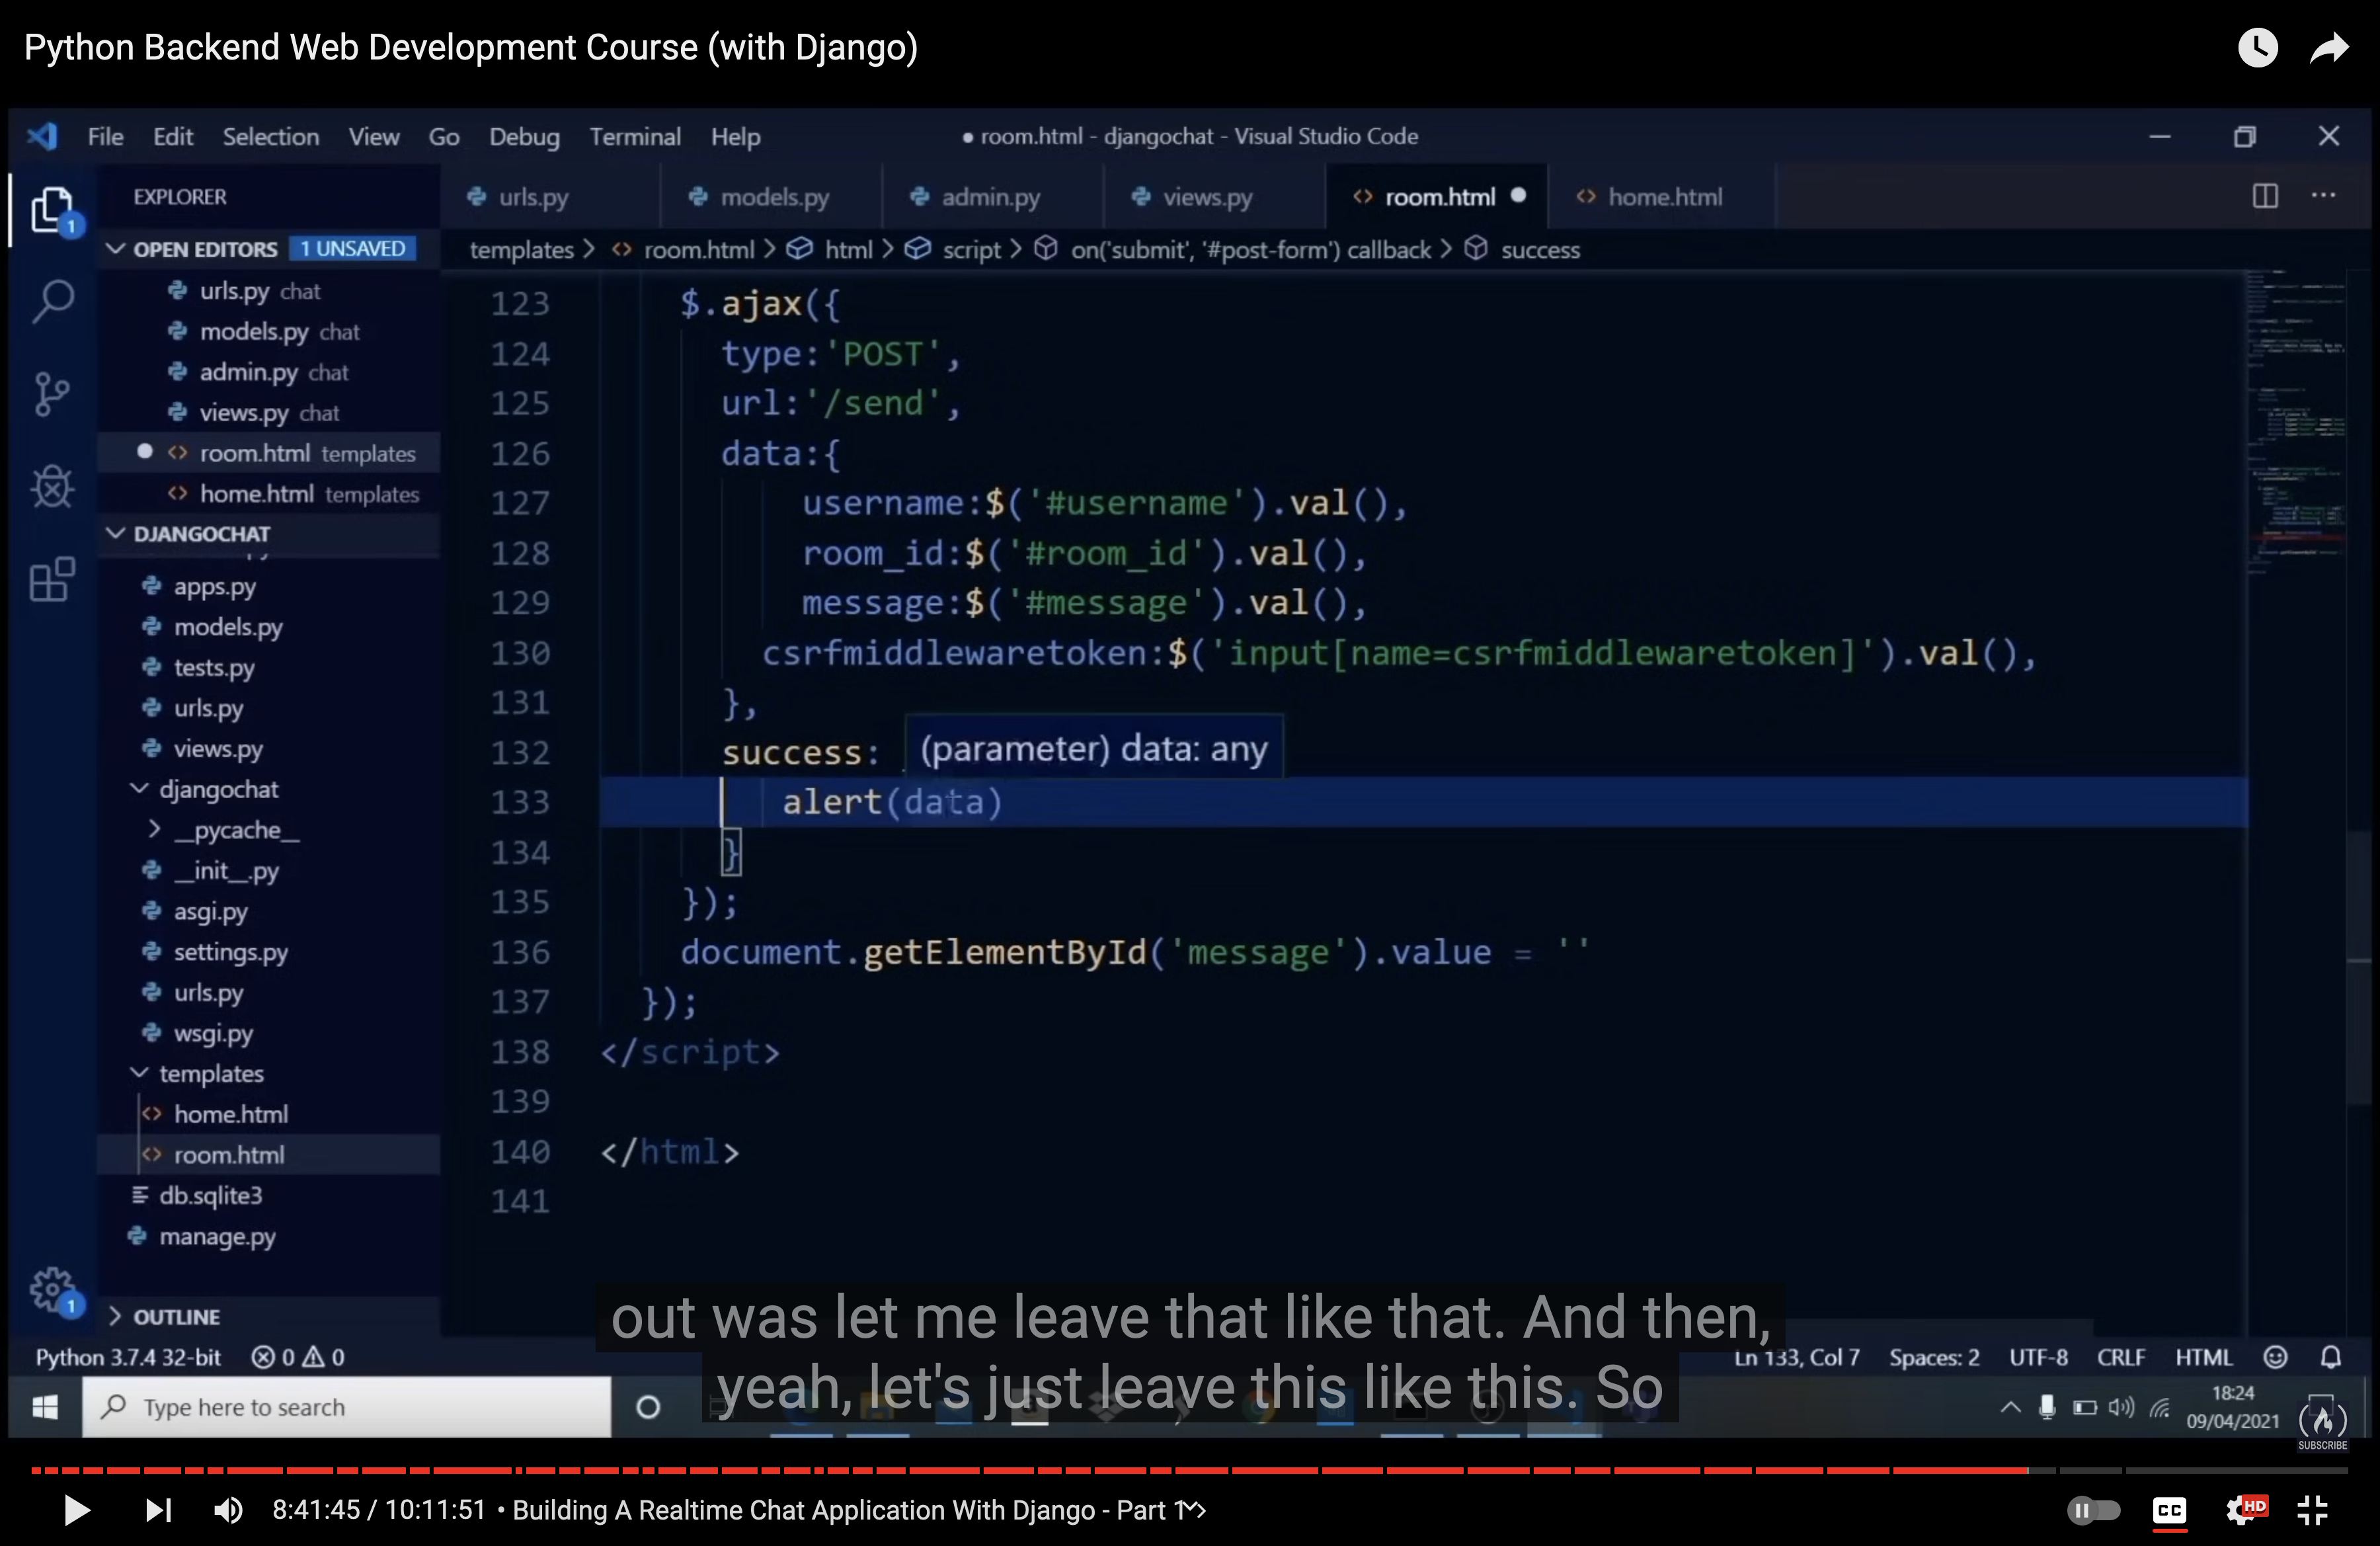 Python Backend Web Development Course (with Django)
File Edit Selection View Go Debug Terminal Help
● room.html - djangochat - Visual Studio Code
EXPLORER
urls.py models.py admin.py views.py room.html home.html
OPEN EDITORS 1 UNSAVED
templates > room.html > html > script > on('submit', '#post-form') callback > success
urls.py chat
models.py chat
admin.py chat
views.py chat
room.html templates
home.html templates
DJANGOCHAT
apps.py
models.py
tests.py
urls.py
views.py
djangochat
__pycache__
__init__.py
asgi.py
settings.py
urls.py
wsgi.py
templates
home.html
room.html
db.sqlite3
manage.py
OUTLINE
123 $.ajax({
124 type:'POST',
125 url:'/send',
126 data:{
127 username:$('#username').val(),
128 room_id:$('#room_id').val(),
129 message:$('#message').val(),
130 csrfmiddlewaretoken:$('input[name=csrfmiddlewaretoken]').val(),
131 },
132 success:
(parameter) data: any
133 alert(data)
134 }
135 });
136 document.getElementById('message').value = ''
137 });
138 </script>
139
140 </html>
141
out was let me leave that like that. And then,
yeah, let's just leave this like this. So
Python 3.7.4 32-bit 0 0
Ln 133, Col 7 Spaces: 2 UTF-8 CRLF HTML
Type here to search
18:24
09/04/2021
SUBSCRIBE
8:41:45 / 10:11:51 • Building A Realtime Chat Application With Django - Part 1
CC
HD